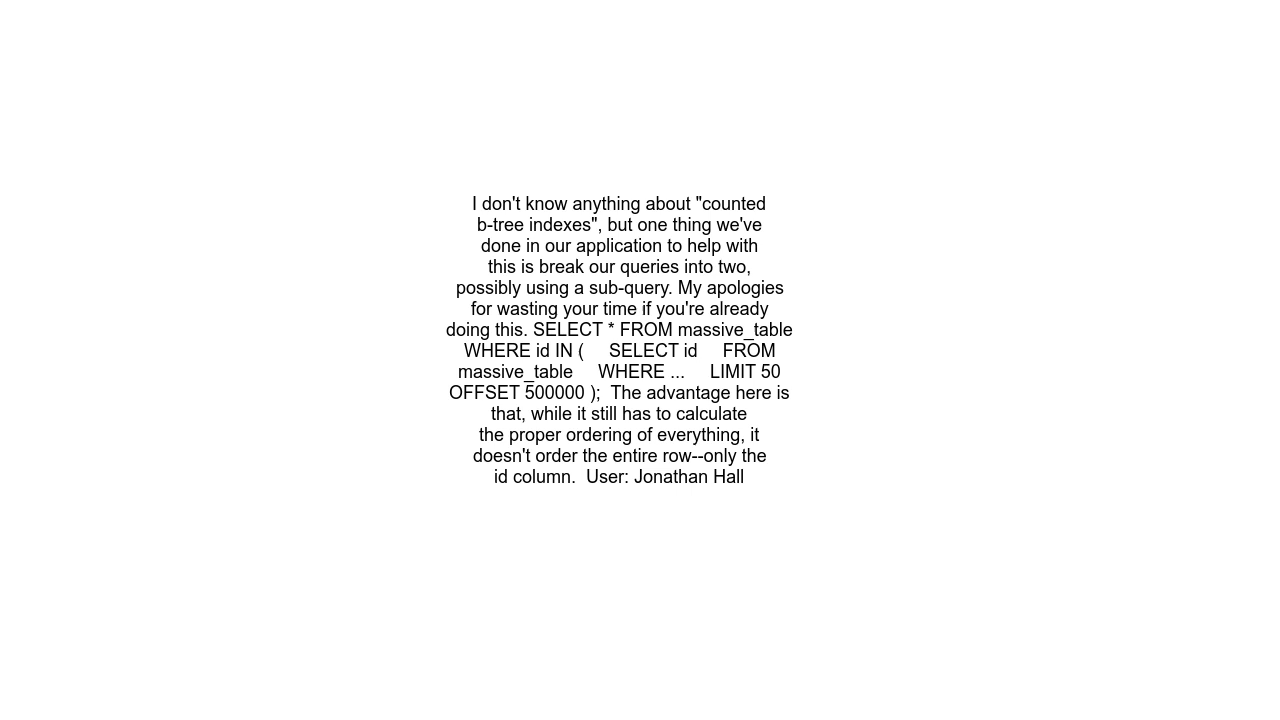 I don't know anything about "counted
b-tree indexes", but one thing we've
done in our application to help with
this is break our queries into two,
possibly using a sub-query. My apologies
for wasting your time if you're already
doing this. SELECT * FROM massive_table
WHERE id IN (     SELECT id     FROM
massive_table     WHERE ...     LIMIT 50
OFFSET 500000 );  The advantage here is
that, while it still has to calculate
the proper ordering of everything, it
doesn't order the entire row--only the
id column.  User: Jonathan Hall